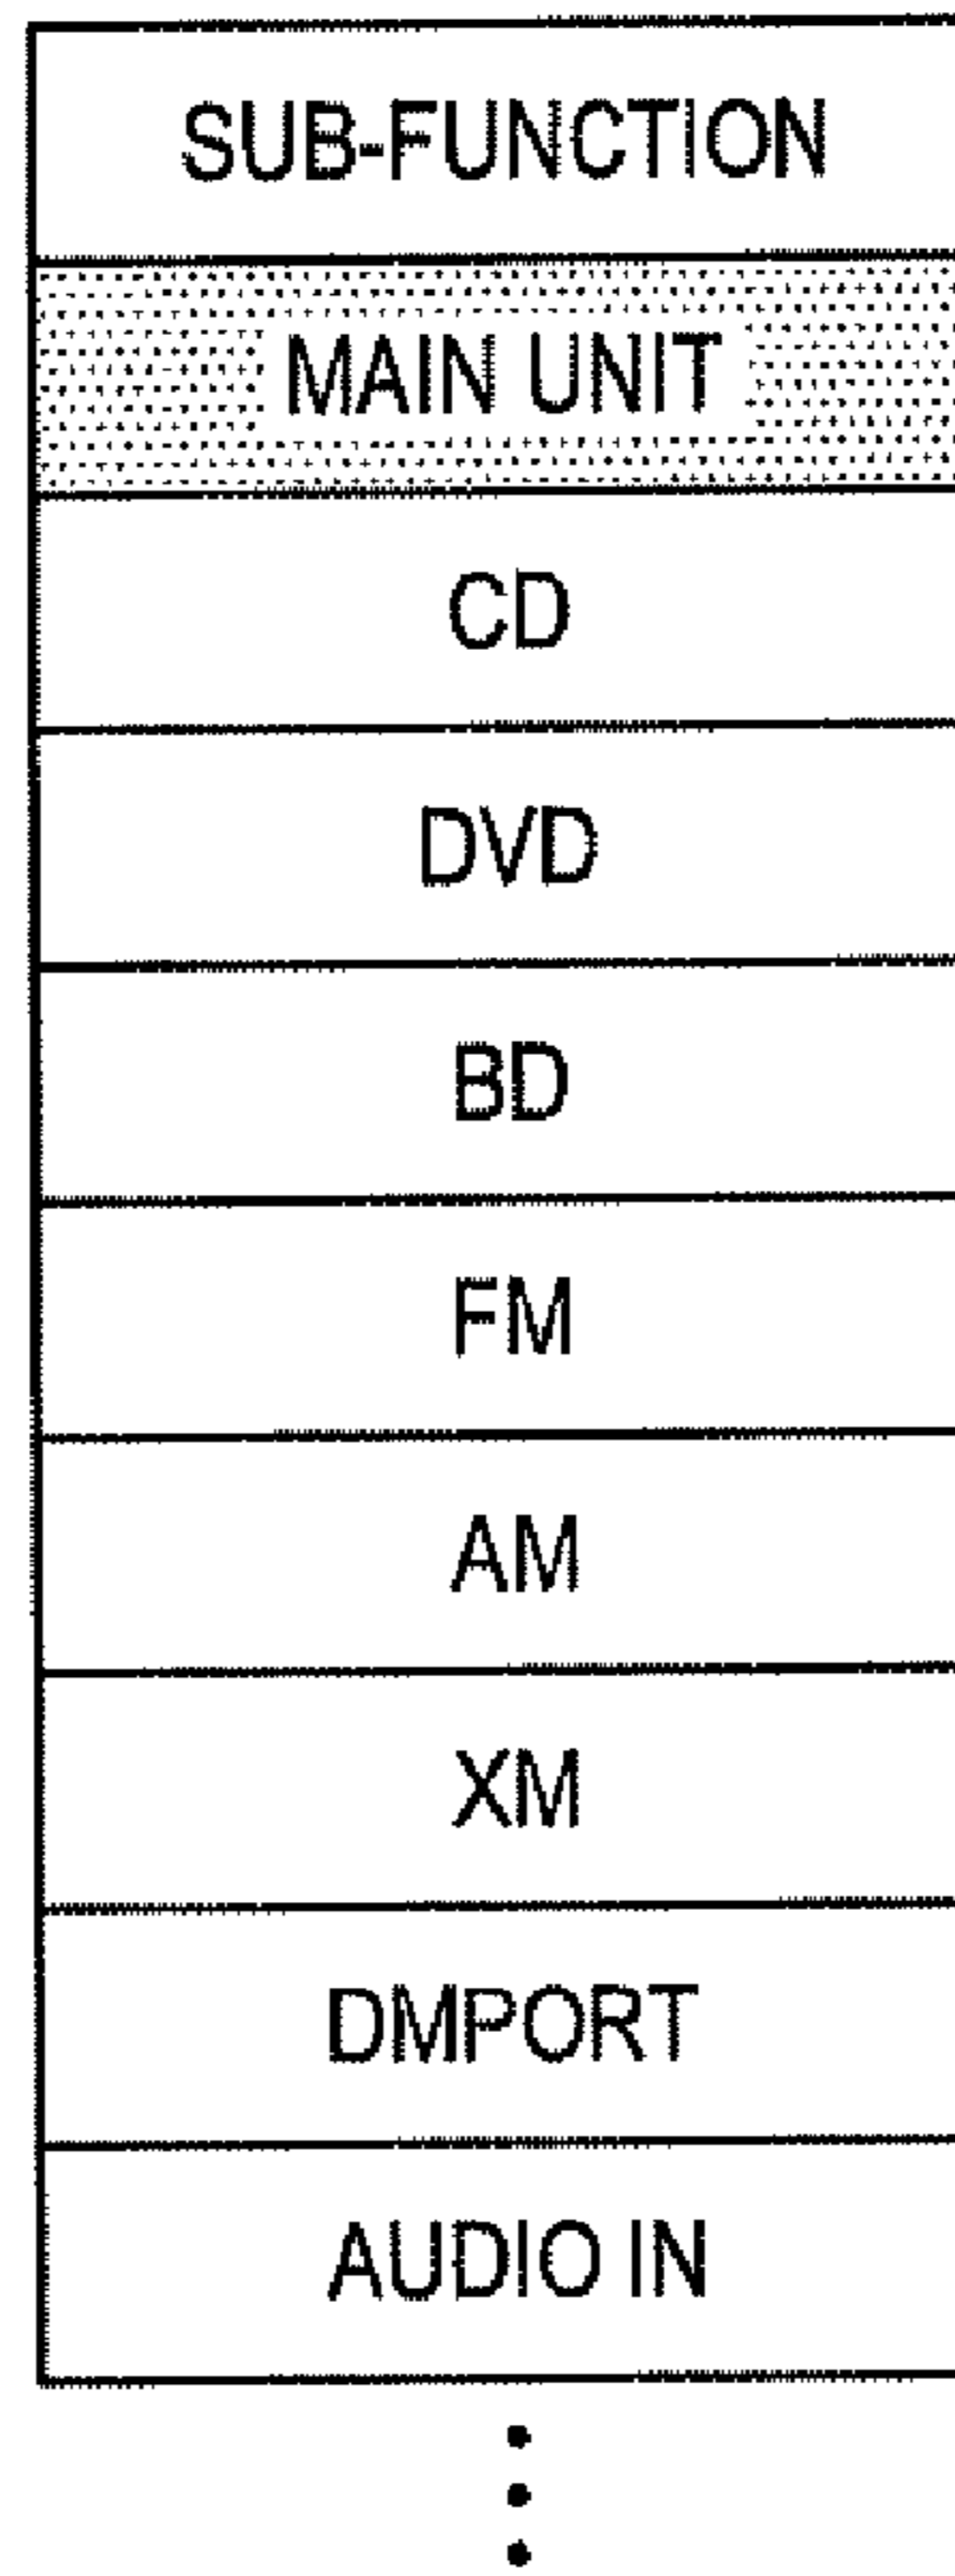 SUB-FUNCTION
MAIN UNIT
CD
DVD
BD
FM
AM
XM
DMPORT
AUDIO IN